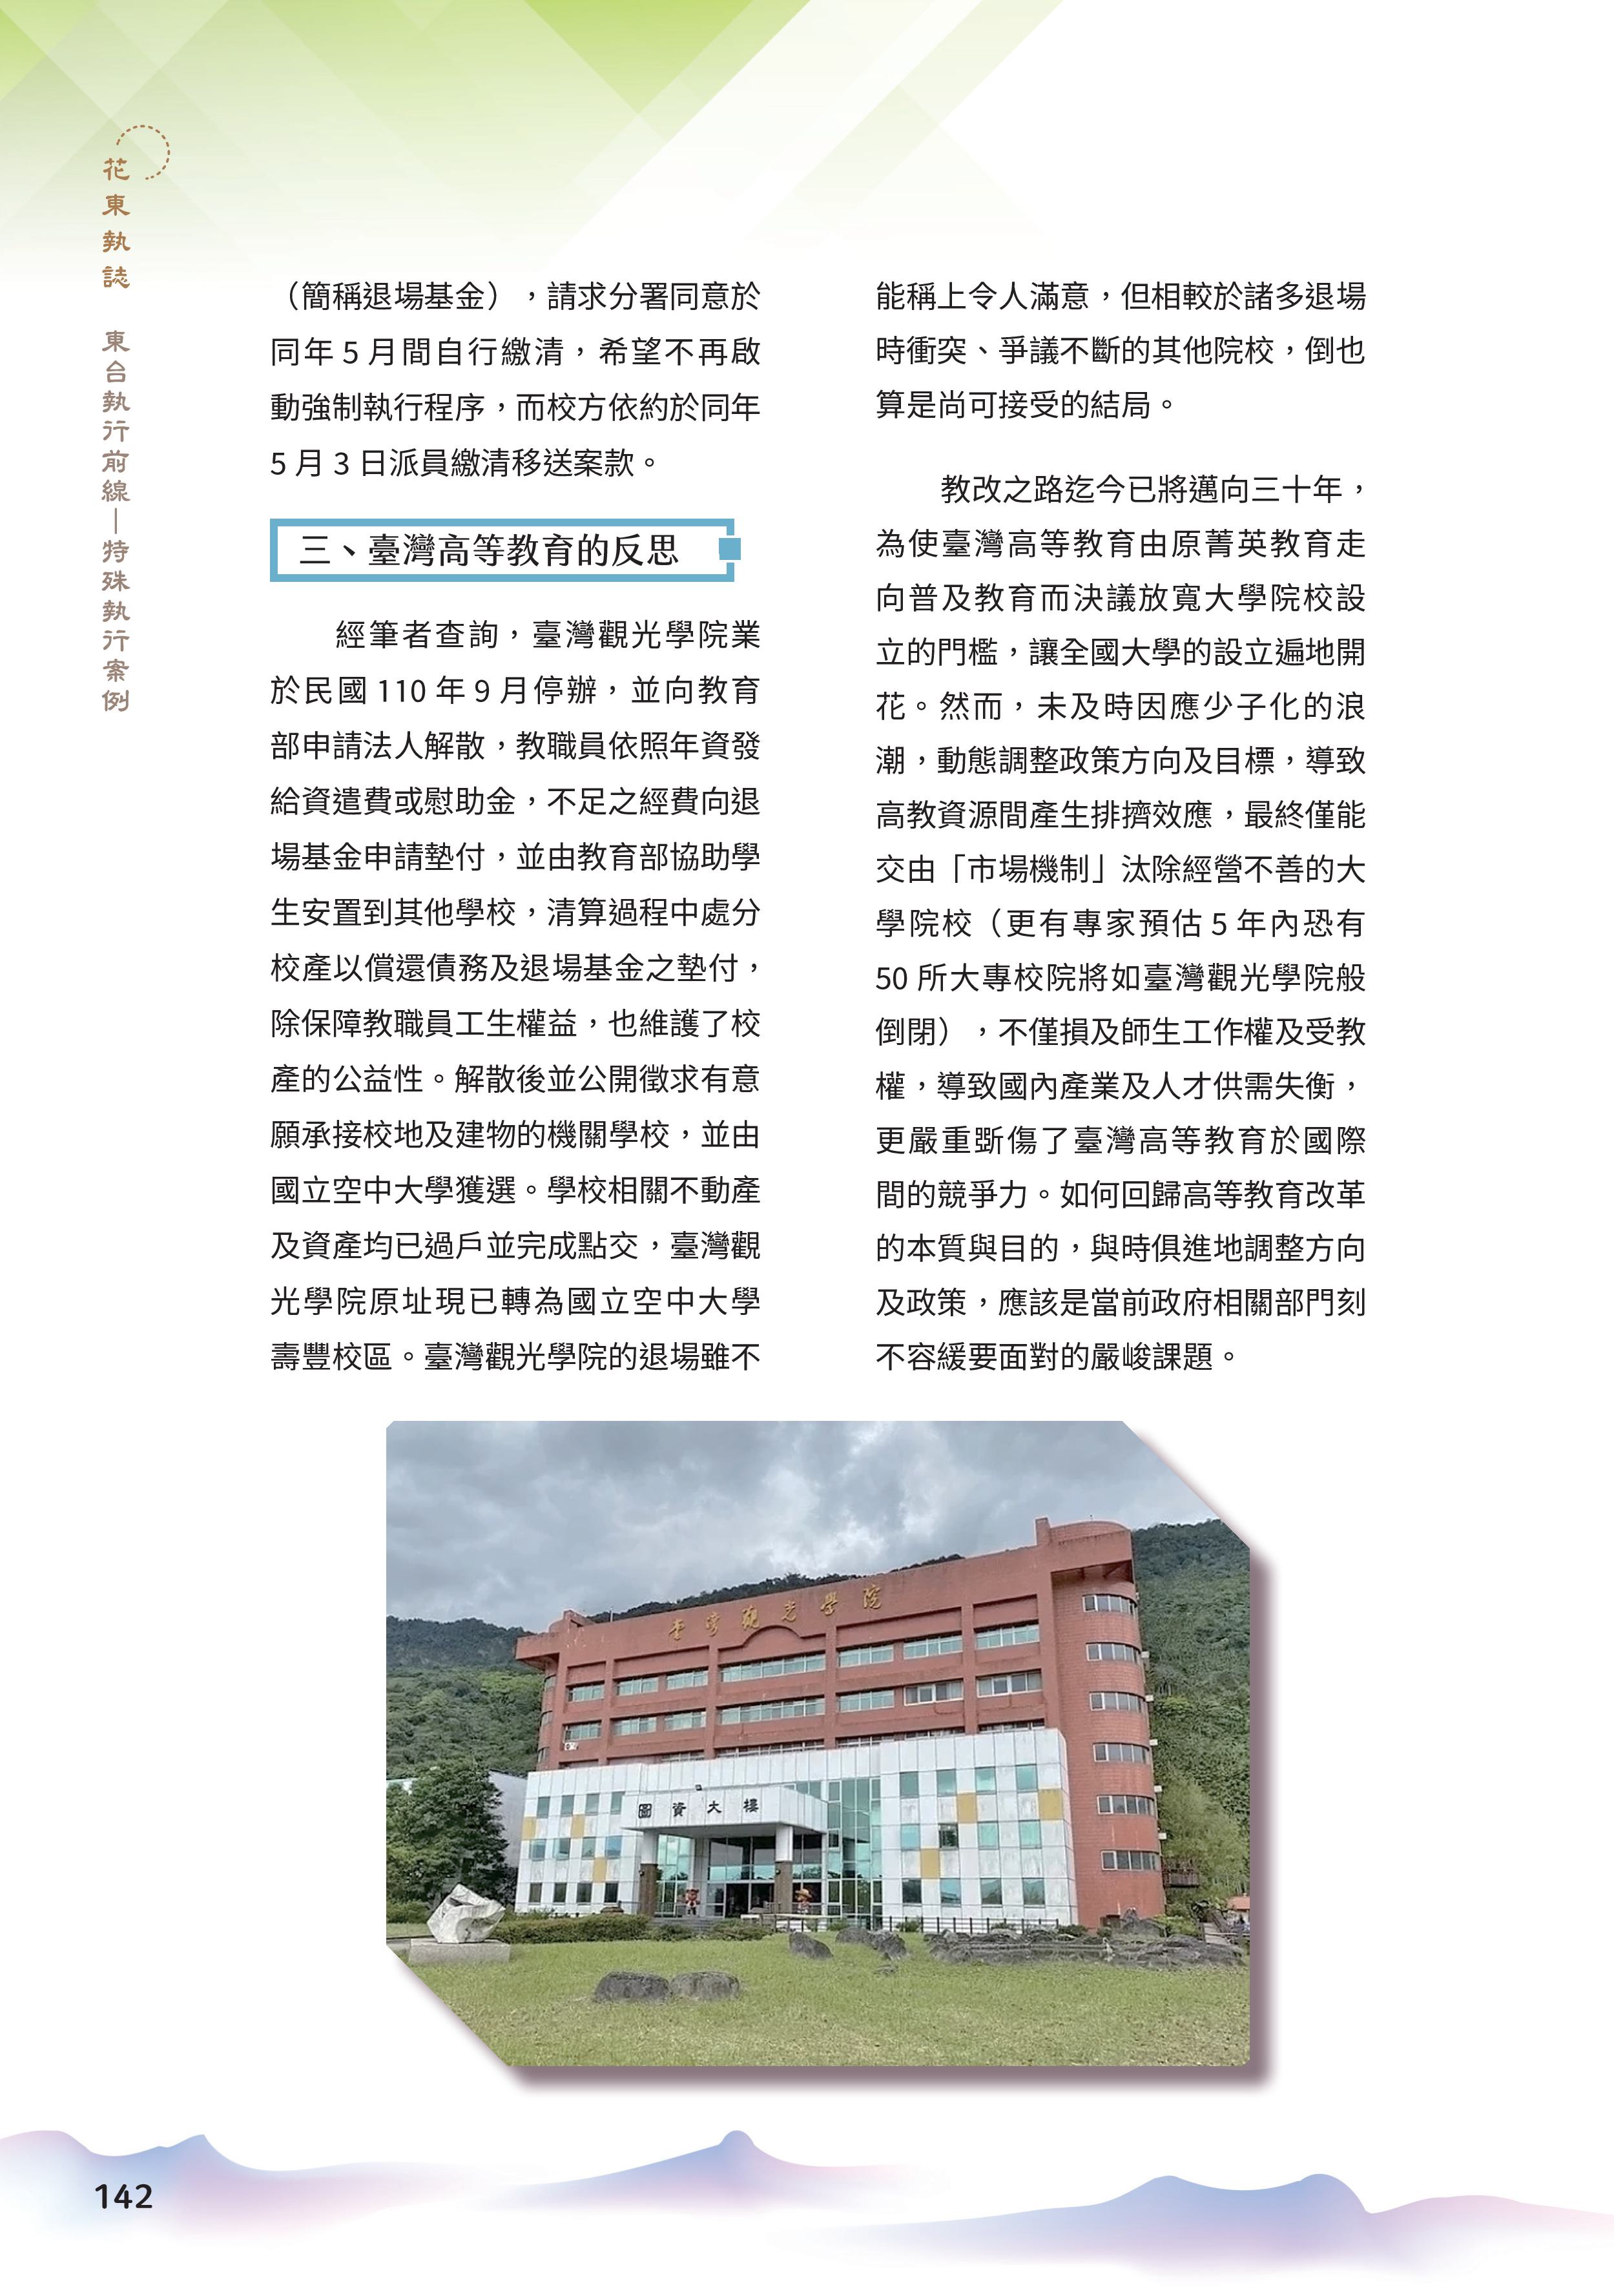 花東執誌 東台執行前線—特殊執行案例
（簡稱退場基金），請求分署同意於
同年 5 月間自行繳清，希望不再啟
動強制執行程序，而校方依約於同年
5 月 3 日派員繳清移送案款。
三、臺灣高等教育的反思
經筆者查詢，臺灣觀光學院業
於民國 110 年 9 月停辦，並向教育
部申請法人解散，教職員依照年資發
給資遣費或慰助金，不足之經費向退
場基金申請墊付，並由教育部協助學
生安置到其他學校，清算過程中處分
校產以償還債務及退場基金之墊付，
除保障教職員工生權益，也維護了校
產的公益性。解散後並公開徵求有意
願承接校地及建物的機關學校，並由
國立空中大學獲選。學校相關不動產
及資產均已過戶並完成點交，臺灣觀
光學院原址現已轉為國立空中大學
壽豐校區。臺灣觀光學院的退場雖不
能稱上令人滿意，但相較於諸多退場
時衝突、爭議不斷的其他院校，倒也
算是尚可接受的結局。
教改之路迄今已將邁向三十年，
為使臺灣高等教育由原菁英教育走
向普及教育而決議放寬大學院校設
立的門檻，讓全國大學的設立遍地開
花。然而，未及時因應少子化的浪
潮，動態調整政策方向及目標，導致
高教資源間產生排擠效應，最終僅能
交由「市場機制」汰除經營不善的大
學院校（更有專家預估 5 年內恐有
50 所大專校院將如臺灣觀光學院般
倒閉），不僅損及師生工作權及受教
權，導致國內產業及人才供需失衡，
更嚴重斲傷了臺灣高等教育於國際
間的競爭力。如何回歸高等教育改革
的本質與目的，與時俱進地調整方向
及政策，應該是當前政府相關部門刻
不容緩要面對的嚴峻課題。
臺灣觀光學院
圖資大樓
142